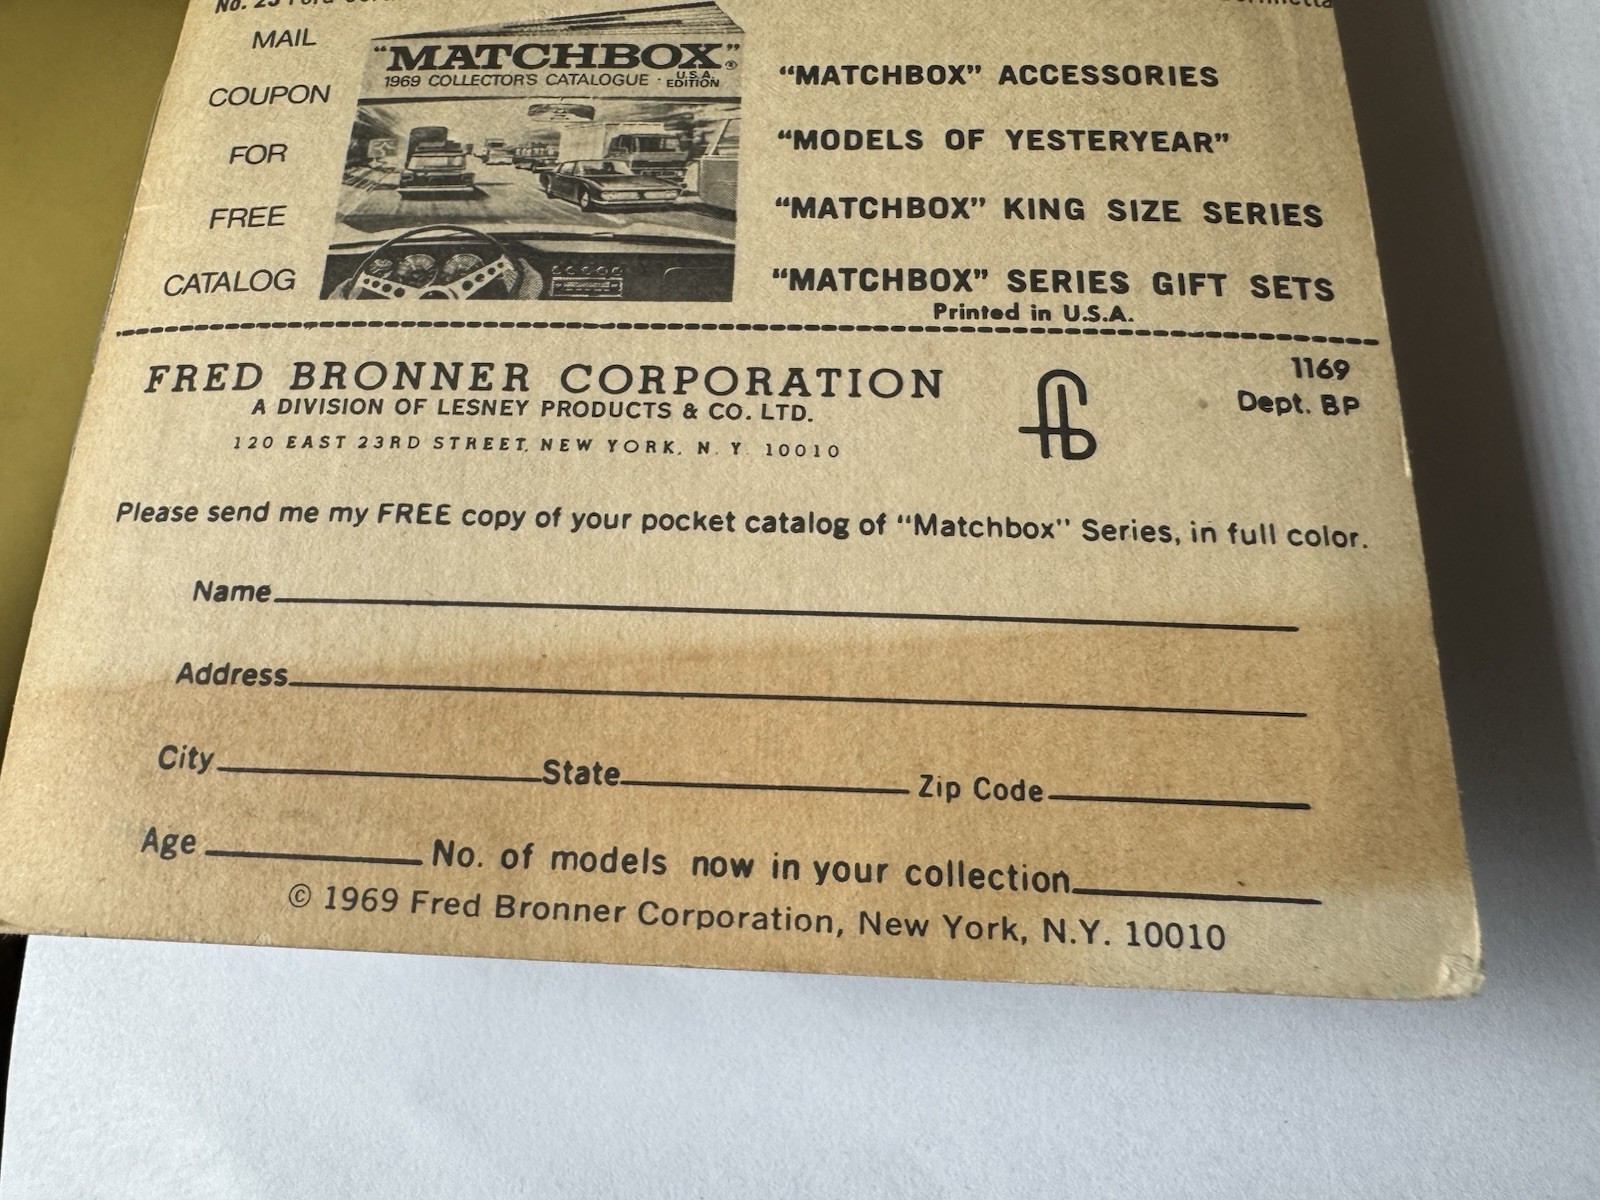 No. 25 Ford
MAIL
COUPON
FOR
FREE
CATALOG
"MATCHBOX"®
1969 COLLECTOR'S CATALOGUE · U.S.A. EDITION
"MATCHBOX" ACCESSORIES
"MODELS OF YESTERYEAR"
"MATCHBOX" KING SIZE SERIES
"MATCHBOX" SERIES GIFT SETS
Printed in U.S.A.
FRED BRONNER CORPORATION
A DIVISION OF LESNEY PRODUCTS & CO. LTD.
120 EAST 23RD STREET, NEW YORK, N. Y. 10010
fb
1169
Dept. BP
Please send me my FREE copy of your pocket catalog of "Matchbox" Series, in full color.
Name
Address
City State Zip Code
Age No. of models now in your collection
© 1969 Fred Bronner Corporation, New York, N.Y. 10010